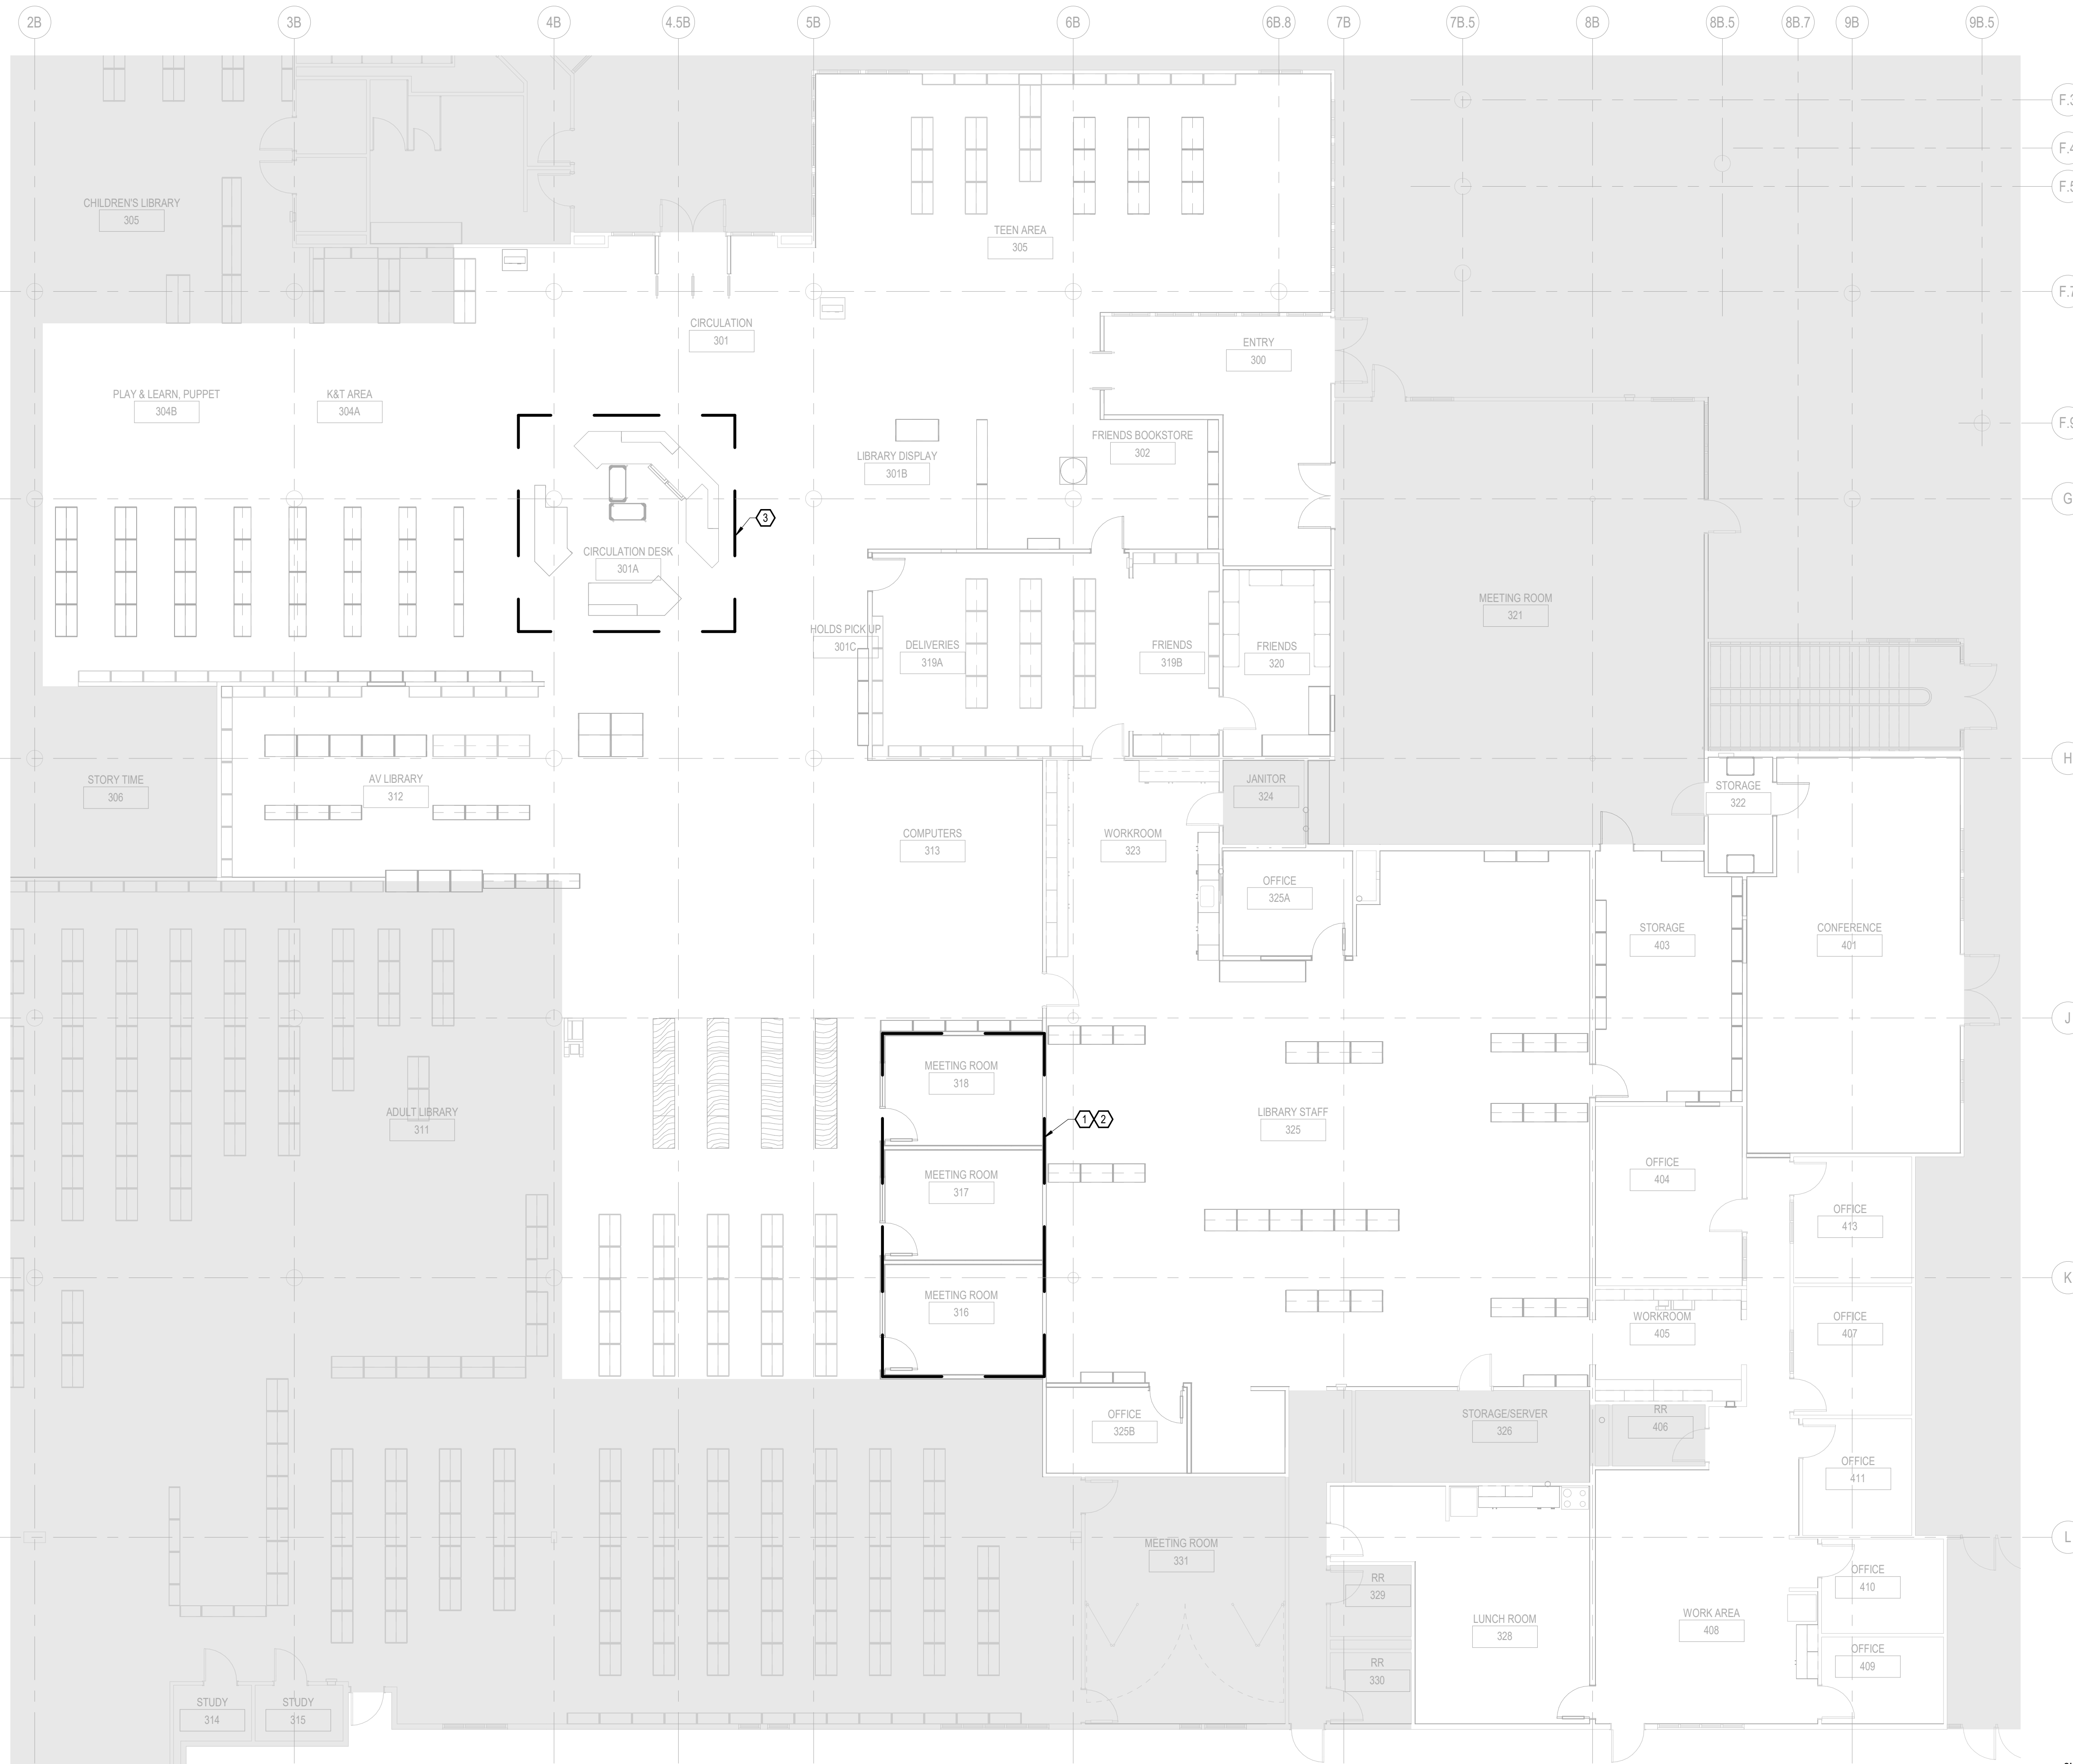 2B 3B 4B 4.5B 5B 6B 6B.8 7B 7B.5 8B 8B.5 8B.7 9B 9B.5
F.3
F.4
F.5
CHILDREN'S LIBRARY
305
TEEN AREA
305
F.7
CIRCULATION
301
ENTRY
300
PLAY & LEARN, PUPPET
304B
K&T AREA
304A
F.9
FRIENDS BOOKSTORE
302
LIBRARY DISPLAY
301B
G
3
CIRCULATION DESK
301A
MEETING ROOM
321
HOLDS PICK UP
301C
DELIVERIES
319A
FRIENDS
319B
FRIENDS
320
H
STORY TIME
306
AV LIBRARY
312
JANITOR
324
STORAGE
322
COMPUTERS
313
WORKROOM
323
OFFICE
325A
STORAGE
403
CONFERENCE
401
J
MEETING ROOM
318
ADULT LIBRARY
311
1 2
LIBRARY STAFF
325
OFFICE
404
MEETING ROOM
317
OFFICE
413
K
MEETING ROOM
316
WORKROOM
405
OFFICE
407
OFFICE
325B
STORAGE/SERVER
326
RR
406
OFFICE
411
L
MEETING ROOM
331
RR
329
OFFICE
410
LUNCH ROOM
328
WORK AREA
408
OFFICE
409
RR
330
STUDY
314
STUDY
315